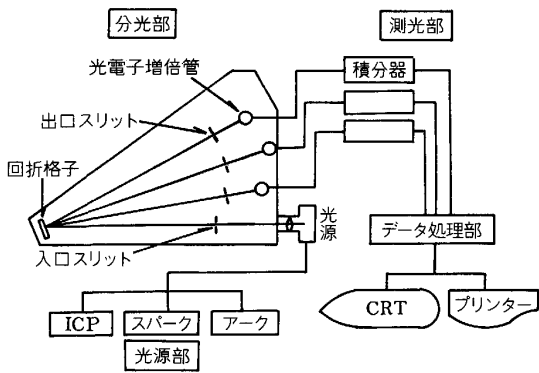 分光部
測光部
光電子増倍管
積分器
出口スリット
回折格子
光源
入口スリット
データ処理部
ICP
スパーク
アーク
CRT
プリンター
光源部